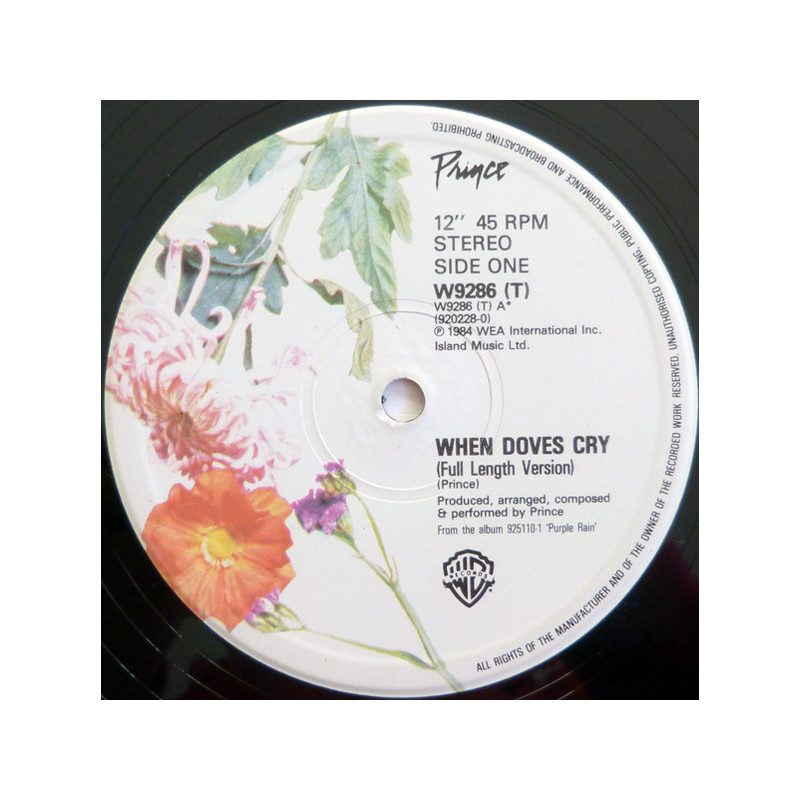 Prince
12'' 45 RPM
STEREO
SIDE ONE
W9286 (T)
W9286 (T) A*
(920228-0)
℗ 1984 WEA International Inc.
Island Music Ltd.
WHEN DOVES CRY
(Full Length Version)
(Prince)
Produced, arranged, composed
& performed by Prince
From the album 925110-1 'Purple Rain'
WB
RECORDS
ALL RIGHTS OF THE MANUFACTURER AND OF THE OWNER OF THE RECORDED WORK RESERVED. UNAUTHORISED COPYING, PUBLIC PERFORMANCE AND BROADCASTING PROHIBITED.